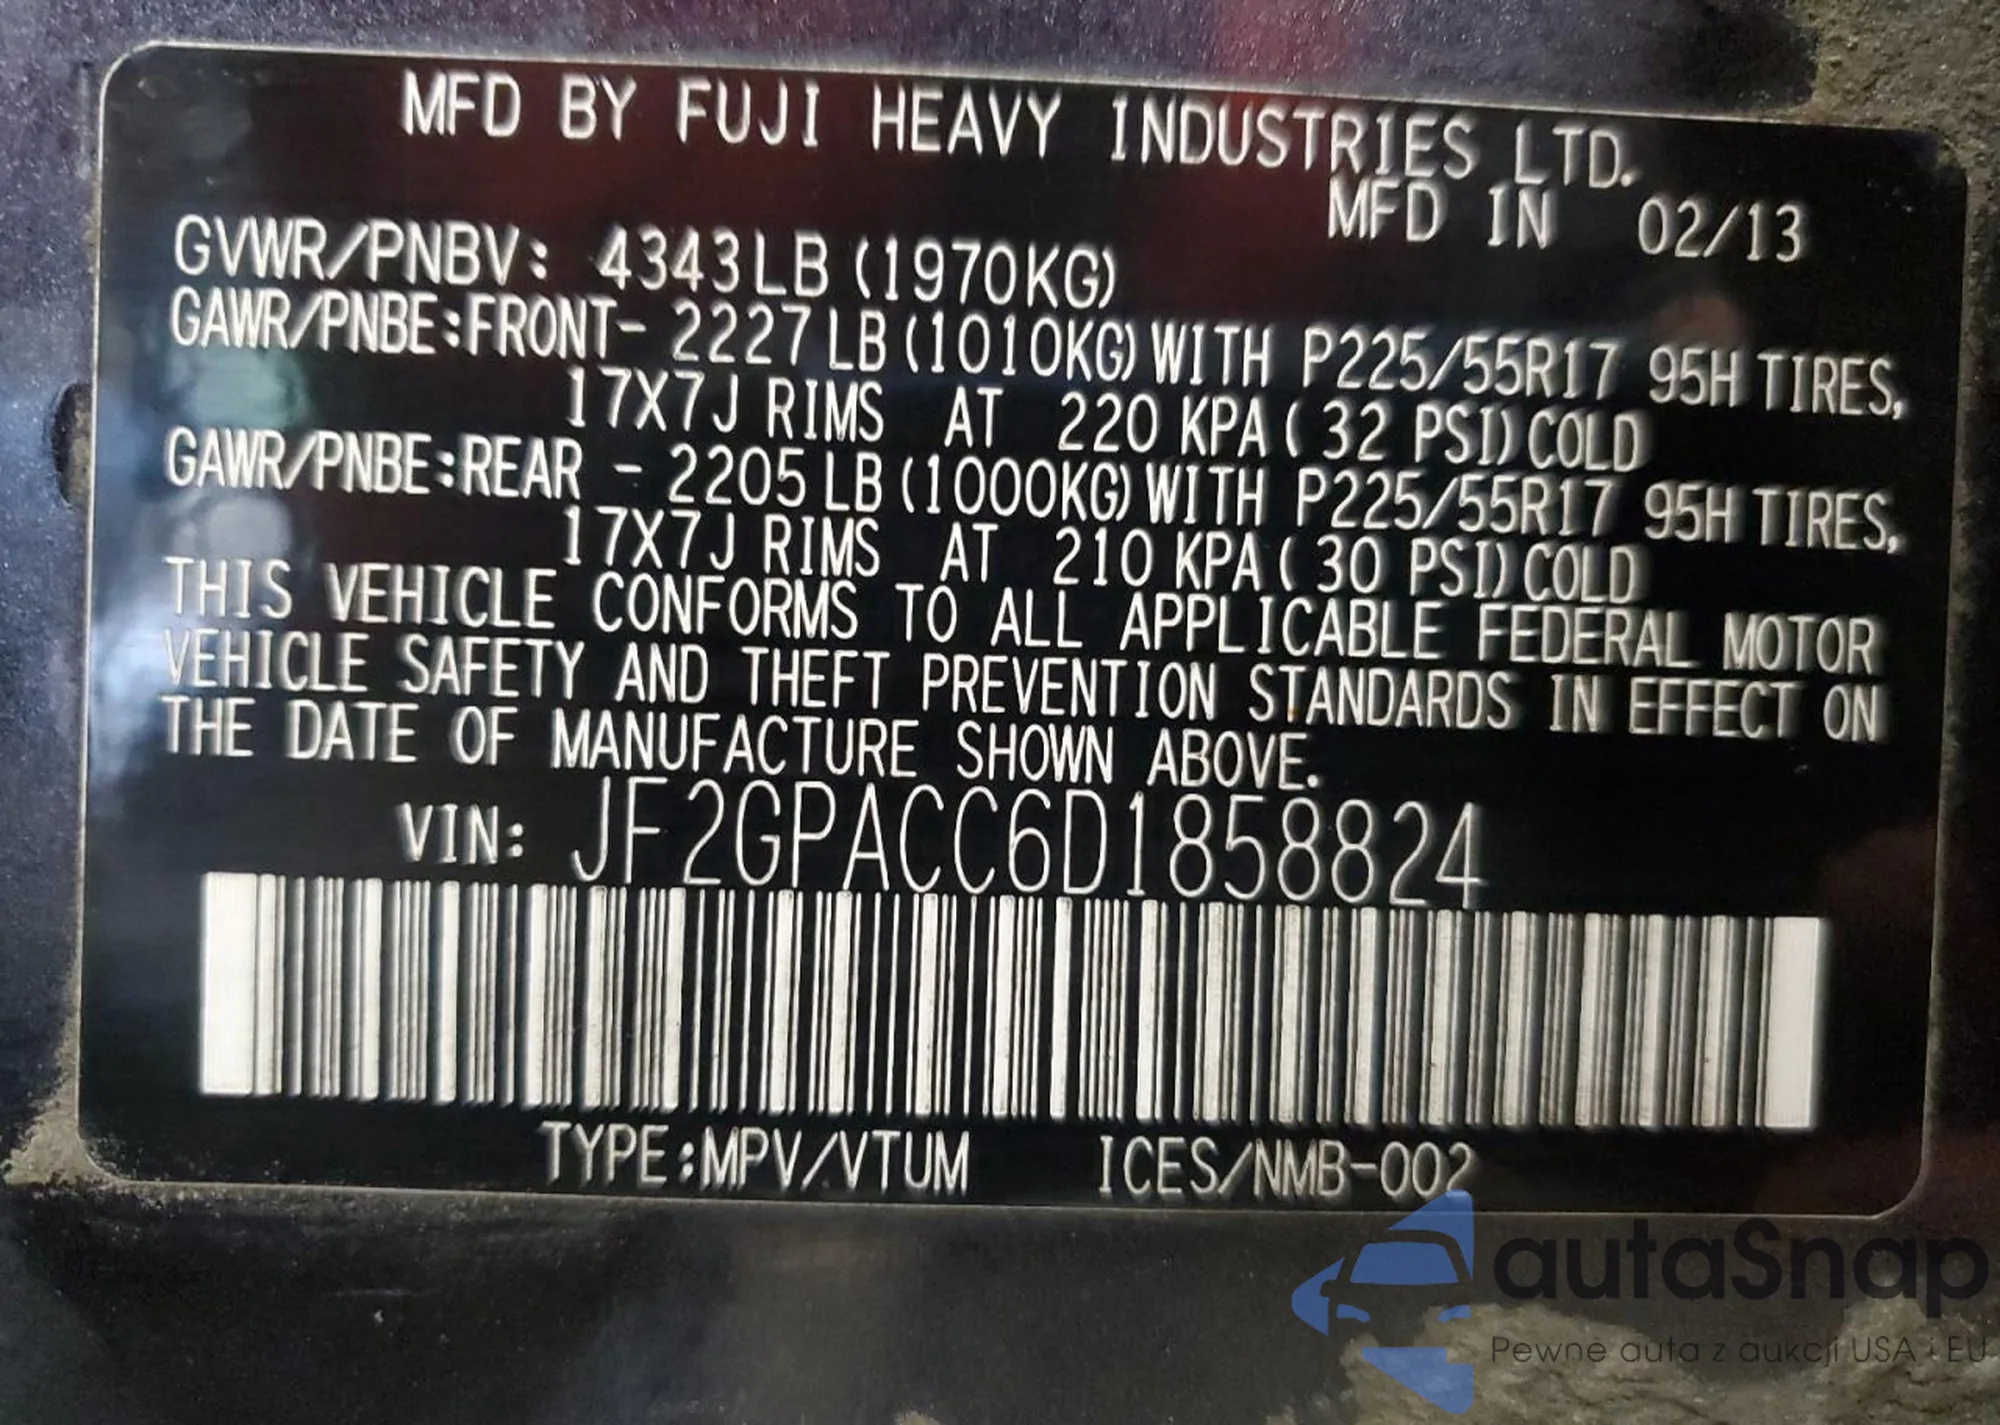 MFD BY FUJI HEAVY INDUSTRIES LTD.
MFD IN 02/13
GVWR/PNBV: 4343LB (1970KG)
GAWR/PNBE:FRONT- 2227 LB (1010KG) WITH P225/55R17 95H TIRES,
17X7J RIMS AT 220 KPA ( 32 PSI) COLD
GAWR/PNBE:REAR - 2205 LB (1000KG) WITH P225/55R17 95H TIRES,
17X7J RIMS AT 210 KPA ( 30 PSI) COLD
THIS VEHICLE CONFORMS TO ALL APPLICABLE FEDERAL MOTOR
VEHICLE SAFETY AND THEFT PREVENTION STANDARDS IN EFFECT ON
THE DATE OF MANUFACTURE SHOWN ABOVE.
VIN: JF2GPACC6D1858824
TYPE:MPV/VTUM ICES/NMB-002
autaSnap
Pewne auta z aukcji USA i EU